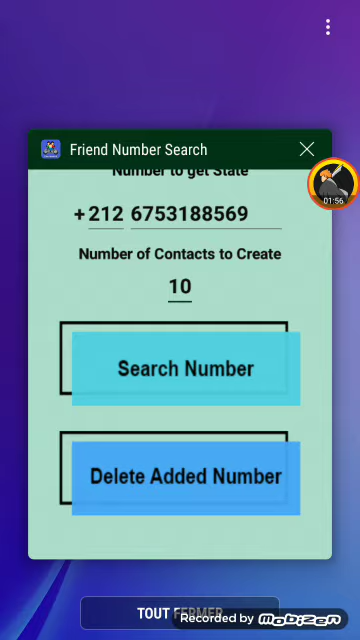 Friend Number Search
Number to get State
+ 212 6753188569
01:56
Number of Contacts to Create
10
Search Number
Delete Added Number
TOUT FERMER
Recorded by MOBIZEN